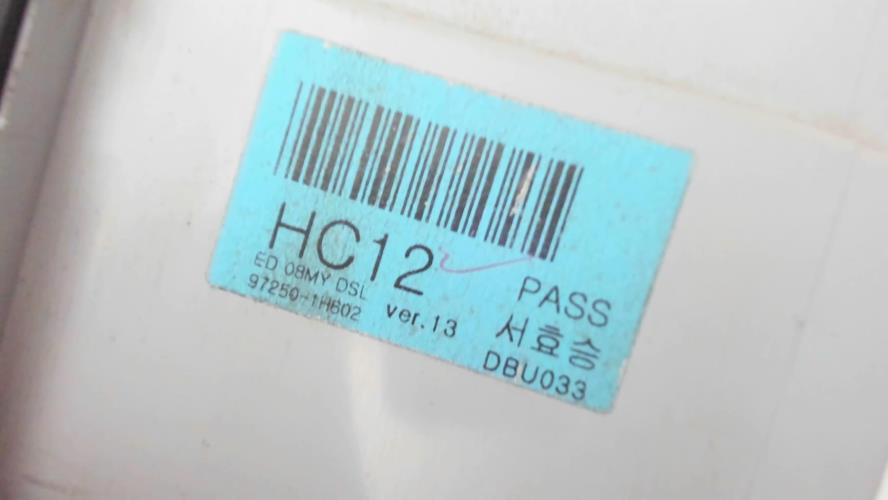 HC12
ED 08MY DSL
97250-1H602 ver.13
PASS
서효승
DBU033